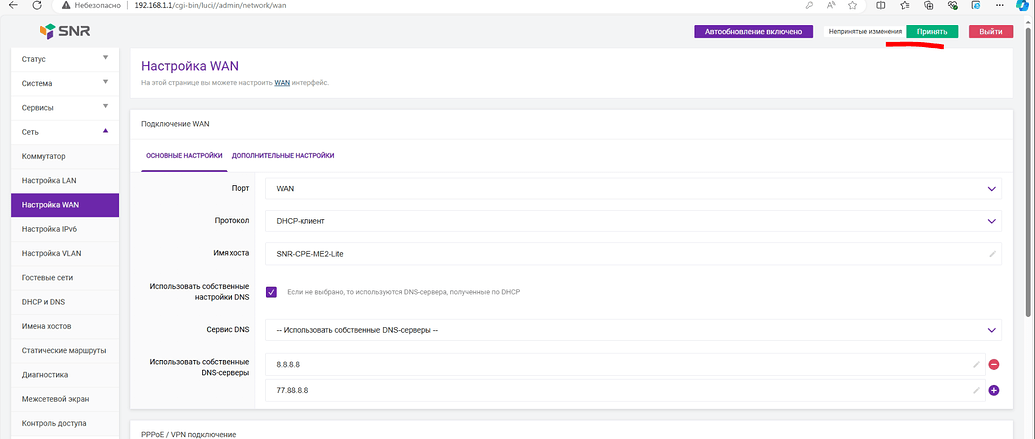 Небезопасно 192.168.1.1/cgi-bin/luci//admin/network/wan
SNR
Автообновление включено
Непринятые изменения
Принять
Выйти
Статус
Система
Сервисы
Сеть
Коммутатор
Настройка LAN
Настройка WAN
Настройка IPv6
Настройка VLAN
Гостевые сети
DHCP и DNS
Имена хостов
Статические маршруты
Диагностика
Межсетевой экран
Контроль доступа
Настройка WAN
На этой странице вы можете настроить WAN интерфейс.
Подключение WAN
ОСНОВНЫЕ НАСТРОЙКИ ДОПОЛНИТЕЛЬНЫЕ НАСТРОЙКИ
Порт WAN
Протокол DHCP-клиент
Имя хоста SNR-CPE-ME2-Lite
Использовать собственные
настройки DNS
Если не выбрано, то используются DNS-сервера, полученные по DHCP
Сервис DNS -- Использовать собственные DNS-серверы --
Использовать собственные
DNS-серверы
8.8.8.8
77.88.8.8
PPPoE / VPN подключение